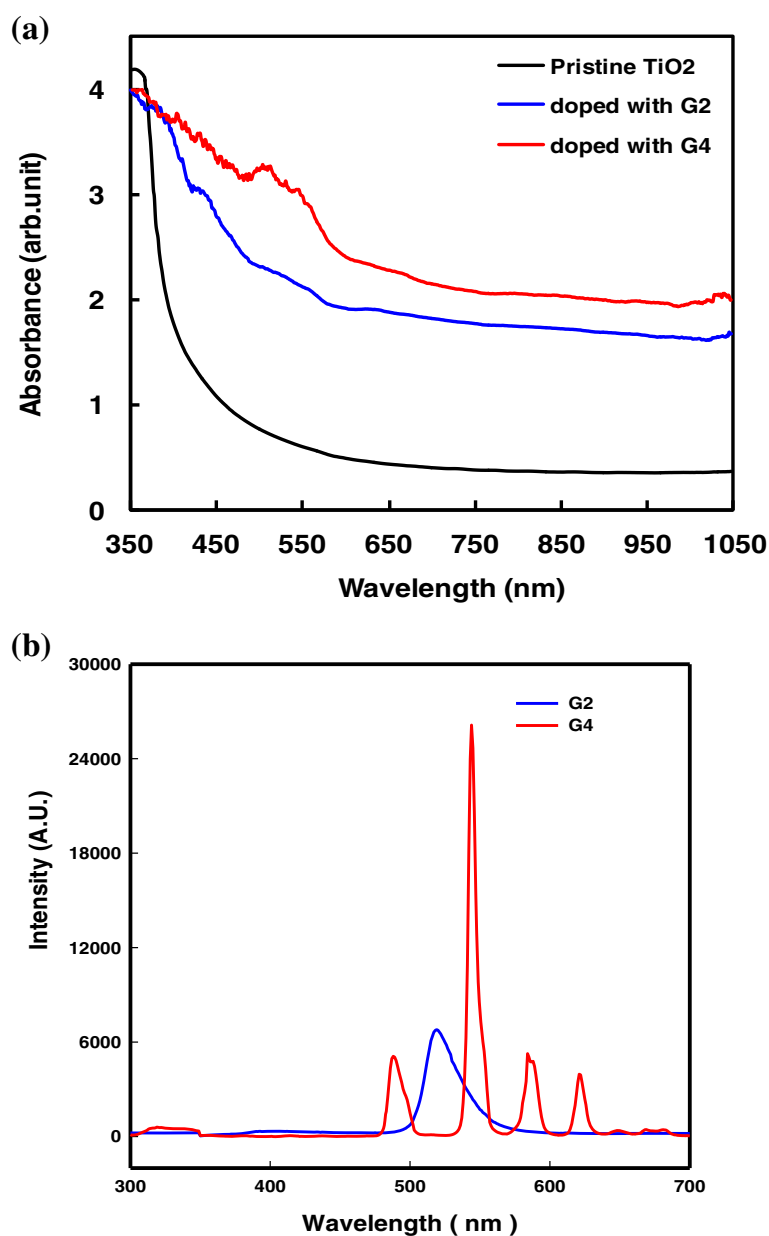 (a)
Pristine TiO2
doped with G2
doped with G4
Absorbance (arb.unit)
4
3
2
1
0
350 450 550 650 750 850 950 1050
Wavelength (nm)
(b)
30000
24000
18000
12000
6000
0
G2
G4
Intensity (A.U.)
300 400 500 600 700
Wavelength ( nm )